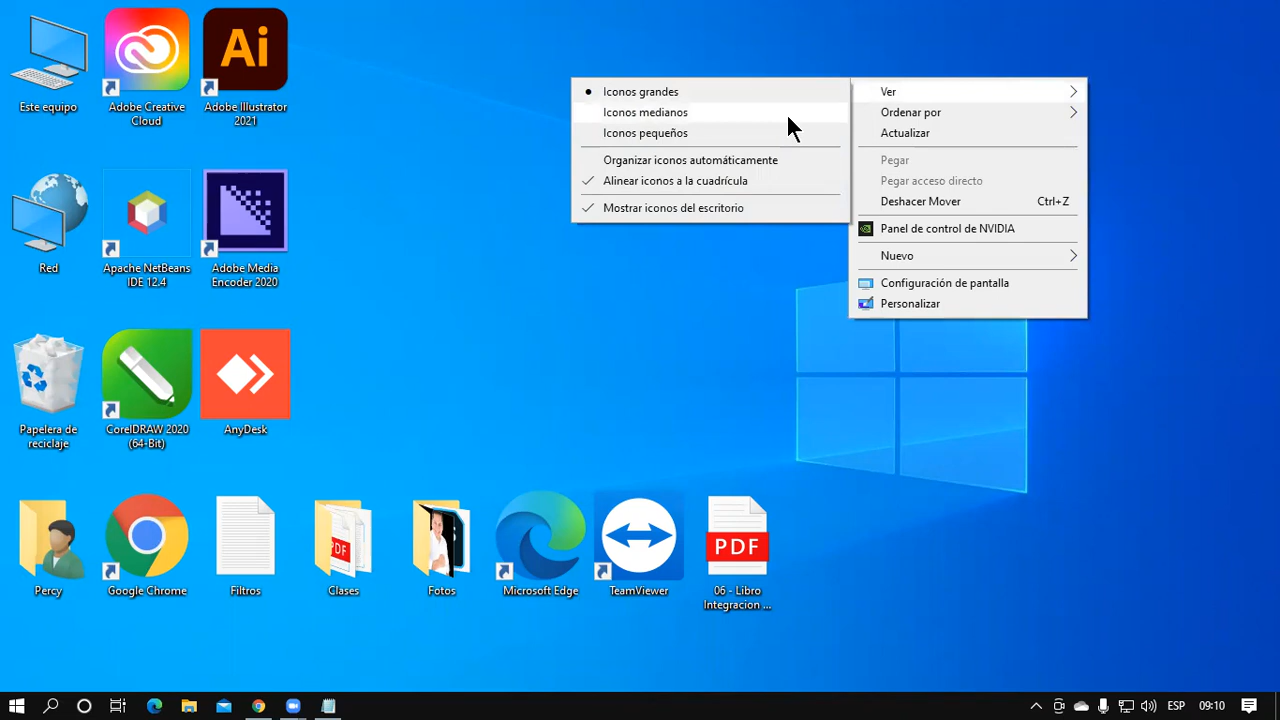 Este equipo
Adobe Creative
Cloud
Ai
Adobe Illustrator
2021
Red
Apache NetBeans
IDE 12.4
Adobe Media
Encoder 2020
Papelera de
reciclaje
CorelDRAW 2020
(64-Bit)
AnyDesk
Percy
Google Chrome
Filtros
PDF
Clases
Fotos
Microsoft Edge
TeamViewer
PDF
06 - Libro
Integracion ...
Iconos grandes
Iconos medianos
Iconos pequeños
Organizar iconos automáticamente
Alinear iconos a la cuadrícula
Mostrar iconos del escritorio
Ver
Ordenar por
Actualizar
Pegar
Pegar acceso directo
Deshacer Mover Ctrl+Z
Panel de control de NVIDIA
Nuevo
Configuración de pantalla
Personalizar
ESP 09:10